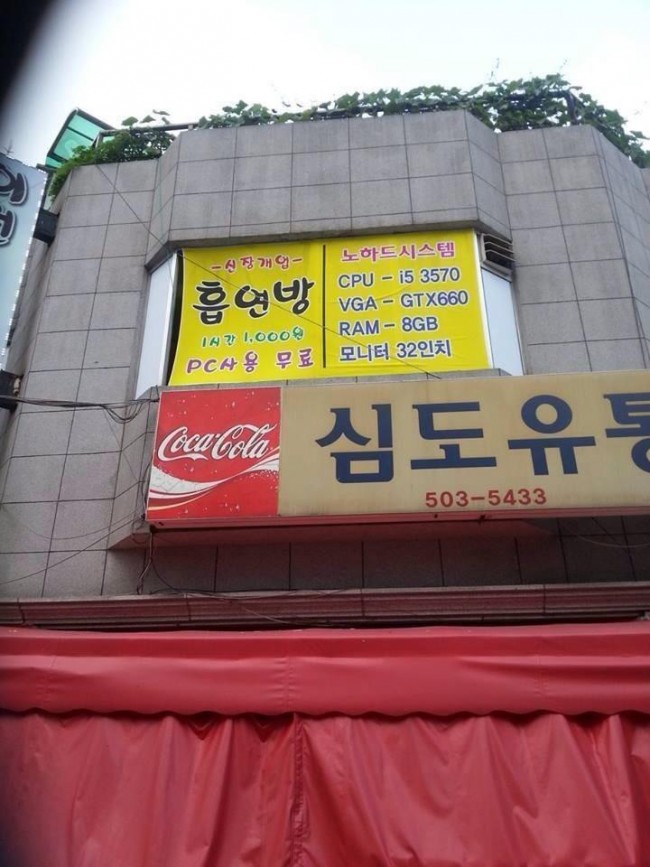 -신장개업-
흡연방
1시간 1,000원
PC사용 무료
노하드시스템
CPU - i5 3570
VGA - GTX660
RAM - 8GB
모니터 32인치
Coca-Cola
심도유통
503-5433